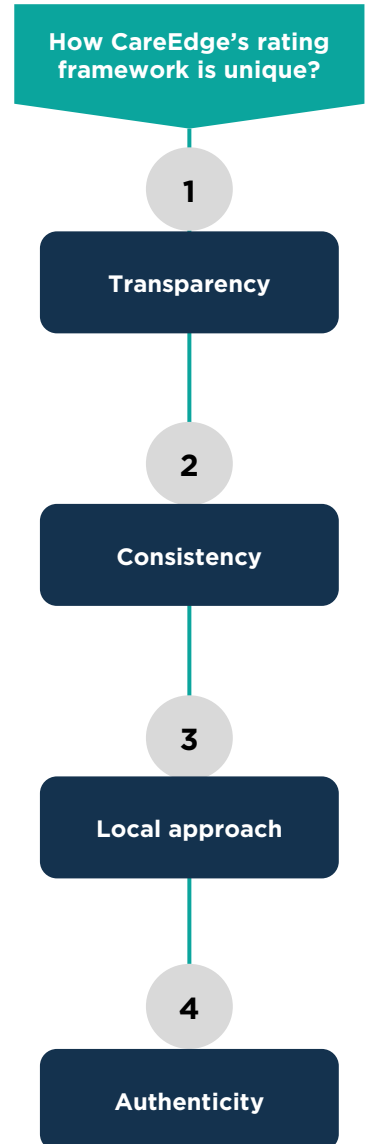 How CareEdge’s rating
framework is unique?
1
Transparency
2
Consistency
3
Local approach
4
Authenticity